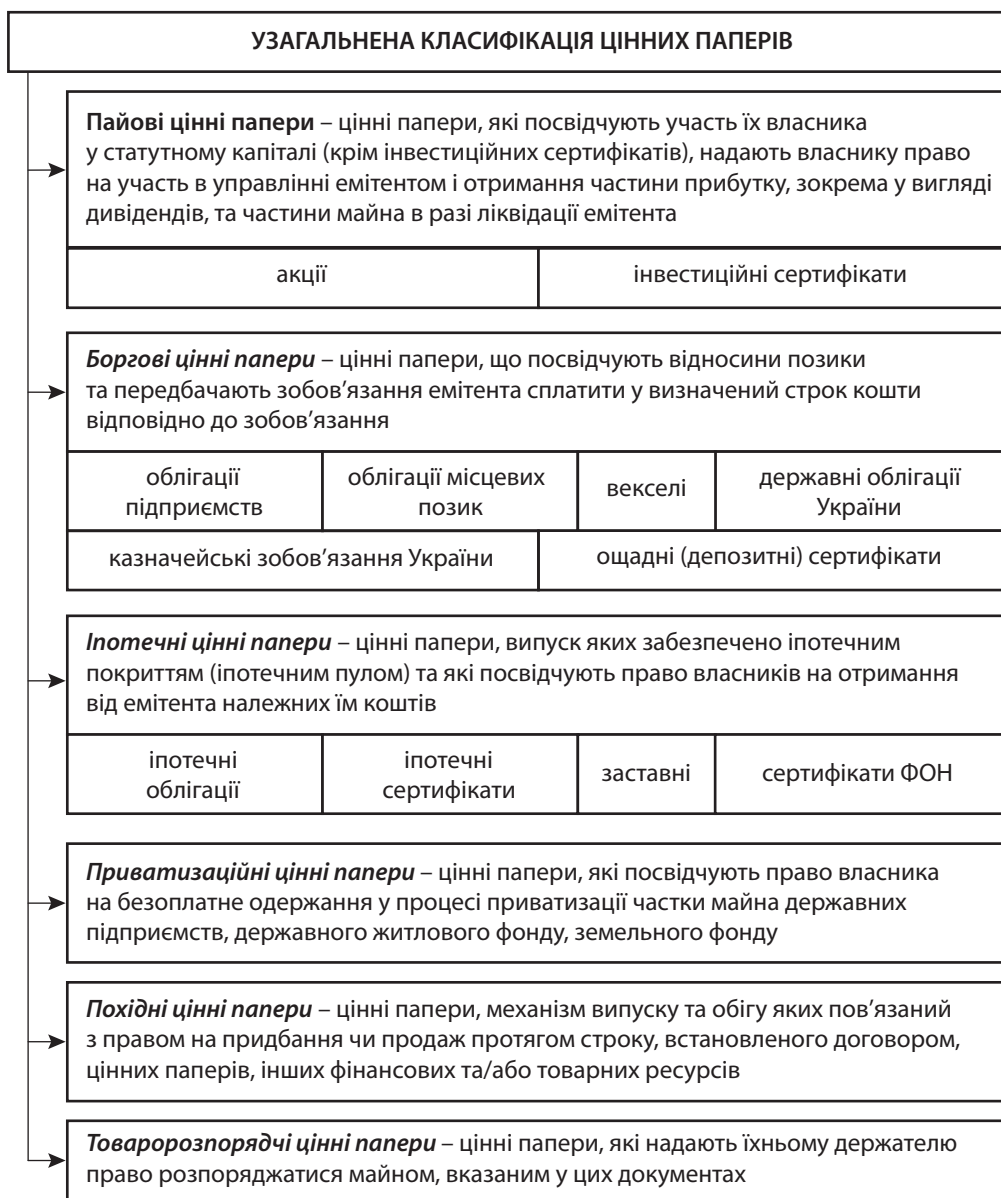 УЗАГАЛЬНЕНА КЛАСИФІКАЦІЯ ЦІННИХ ПАПЕРІВ
Пайові цінні папери – цінні папери, які посвідчують участь їх власника
у статутному капіталі (крім інвестиційних сертифікатів), надають власнику право
на участь в управлінні емітентом і отримання частини прибутку, зокрема у вигляді
дивідендів, та частини майна в разі ліквідації емітента
акції
інвестиційні сертифікати
Боргові цінні папери – цінні папери, що посвідчують відносини позики
та передбачають зобов'язання емітента сплатити у визначений строк кошти
відповідно до зобов'язання
облігації
підприємств
облігації місцевих
позик
векселі
державні облігації
України
казначейські зобов'язання України
ощадні (депозитні) сертифікати
Іпотечні цінні папери – цінні папери, випуск яких забезпечено іпотечним
покриттям (іпотечним пулом) та які посвідчують право власників на отримання
від емітента належних їм коштів
іпотечні
облігації
іпотечні
сертифікати
заставні
сертифікати ФОН
Приватизаційні цінні папери – цінні папери, які посвідчують право власника
на безоплатне одержання у процесі приватизації частки майна державних
підприємств, державного житлового фонду, земельного фонду
Похідні цінні папери – цінні папери, механізм випуску та обігу яких пов'язаний
з правом на придбання чи продаж протягом строку, встановленого договором,
цінних паперів, інших фінансових та/або товарних ресурсів
Товаророзпорядчі цінні папери – цінні папери, які надають їхньому держателю
право розпоряджатися майном, вказаним у цих документах